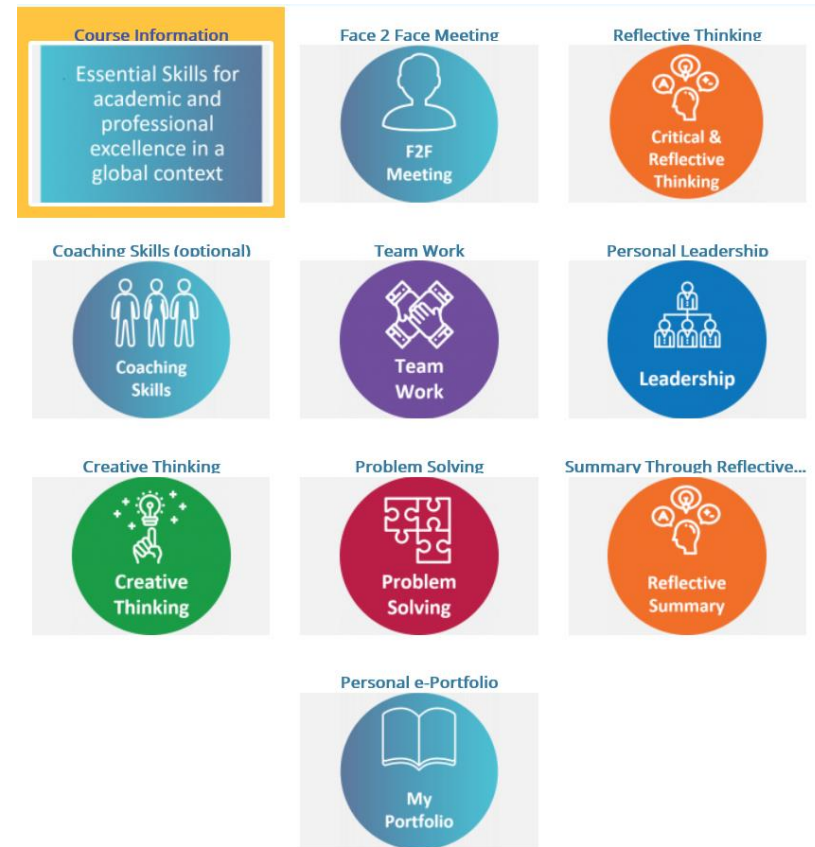 Course Information
Essential Skills for
academic and
professional
excellence in a
global context
Face 2 Face Meeting
F2F
Meeting
Reflective Thinking
Critical &
Reflective
Thinking
Coaching Skills (optional)
Coaching
Skills
Team Work
Team
Work
Personal Leadership
Leadership
Creative Thinking
Creative
Thinking
Problem Solving
Problem
Solving
Summary Through Reflective...
Reflective
Summary
Personal e-Portfolio
My
Portfolio